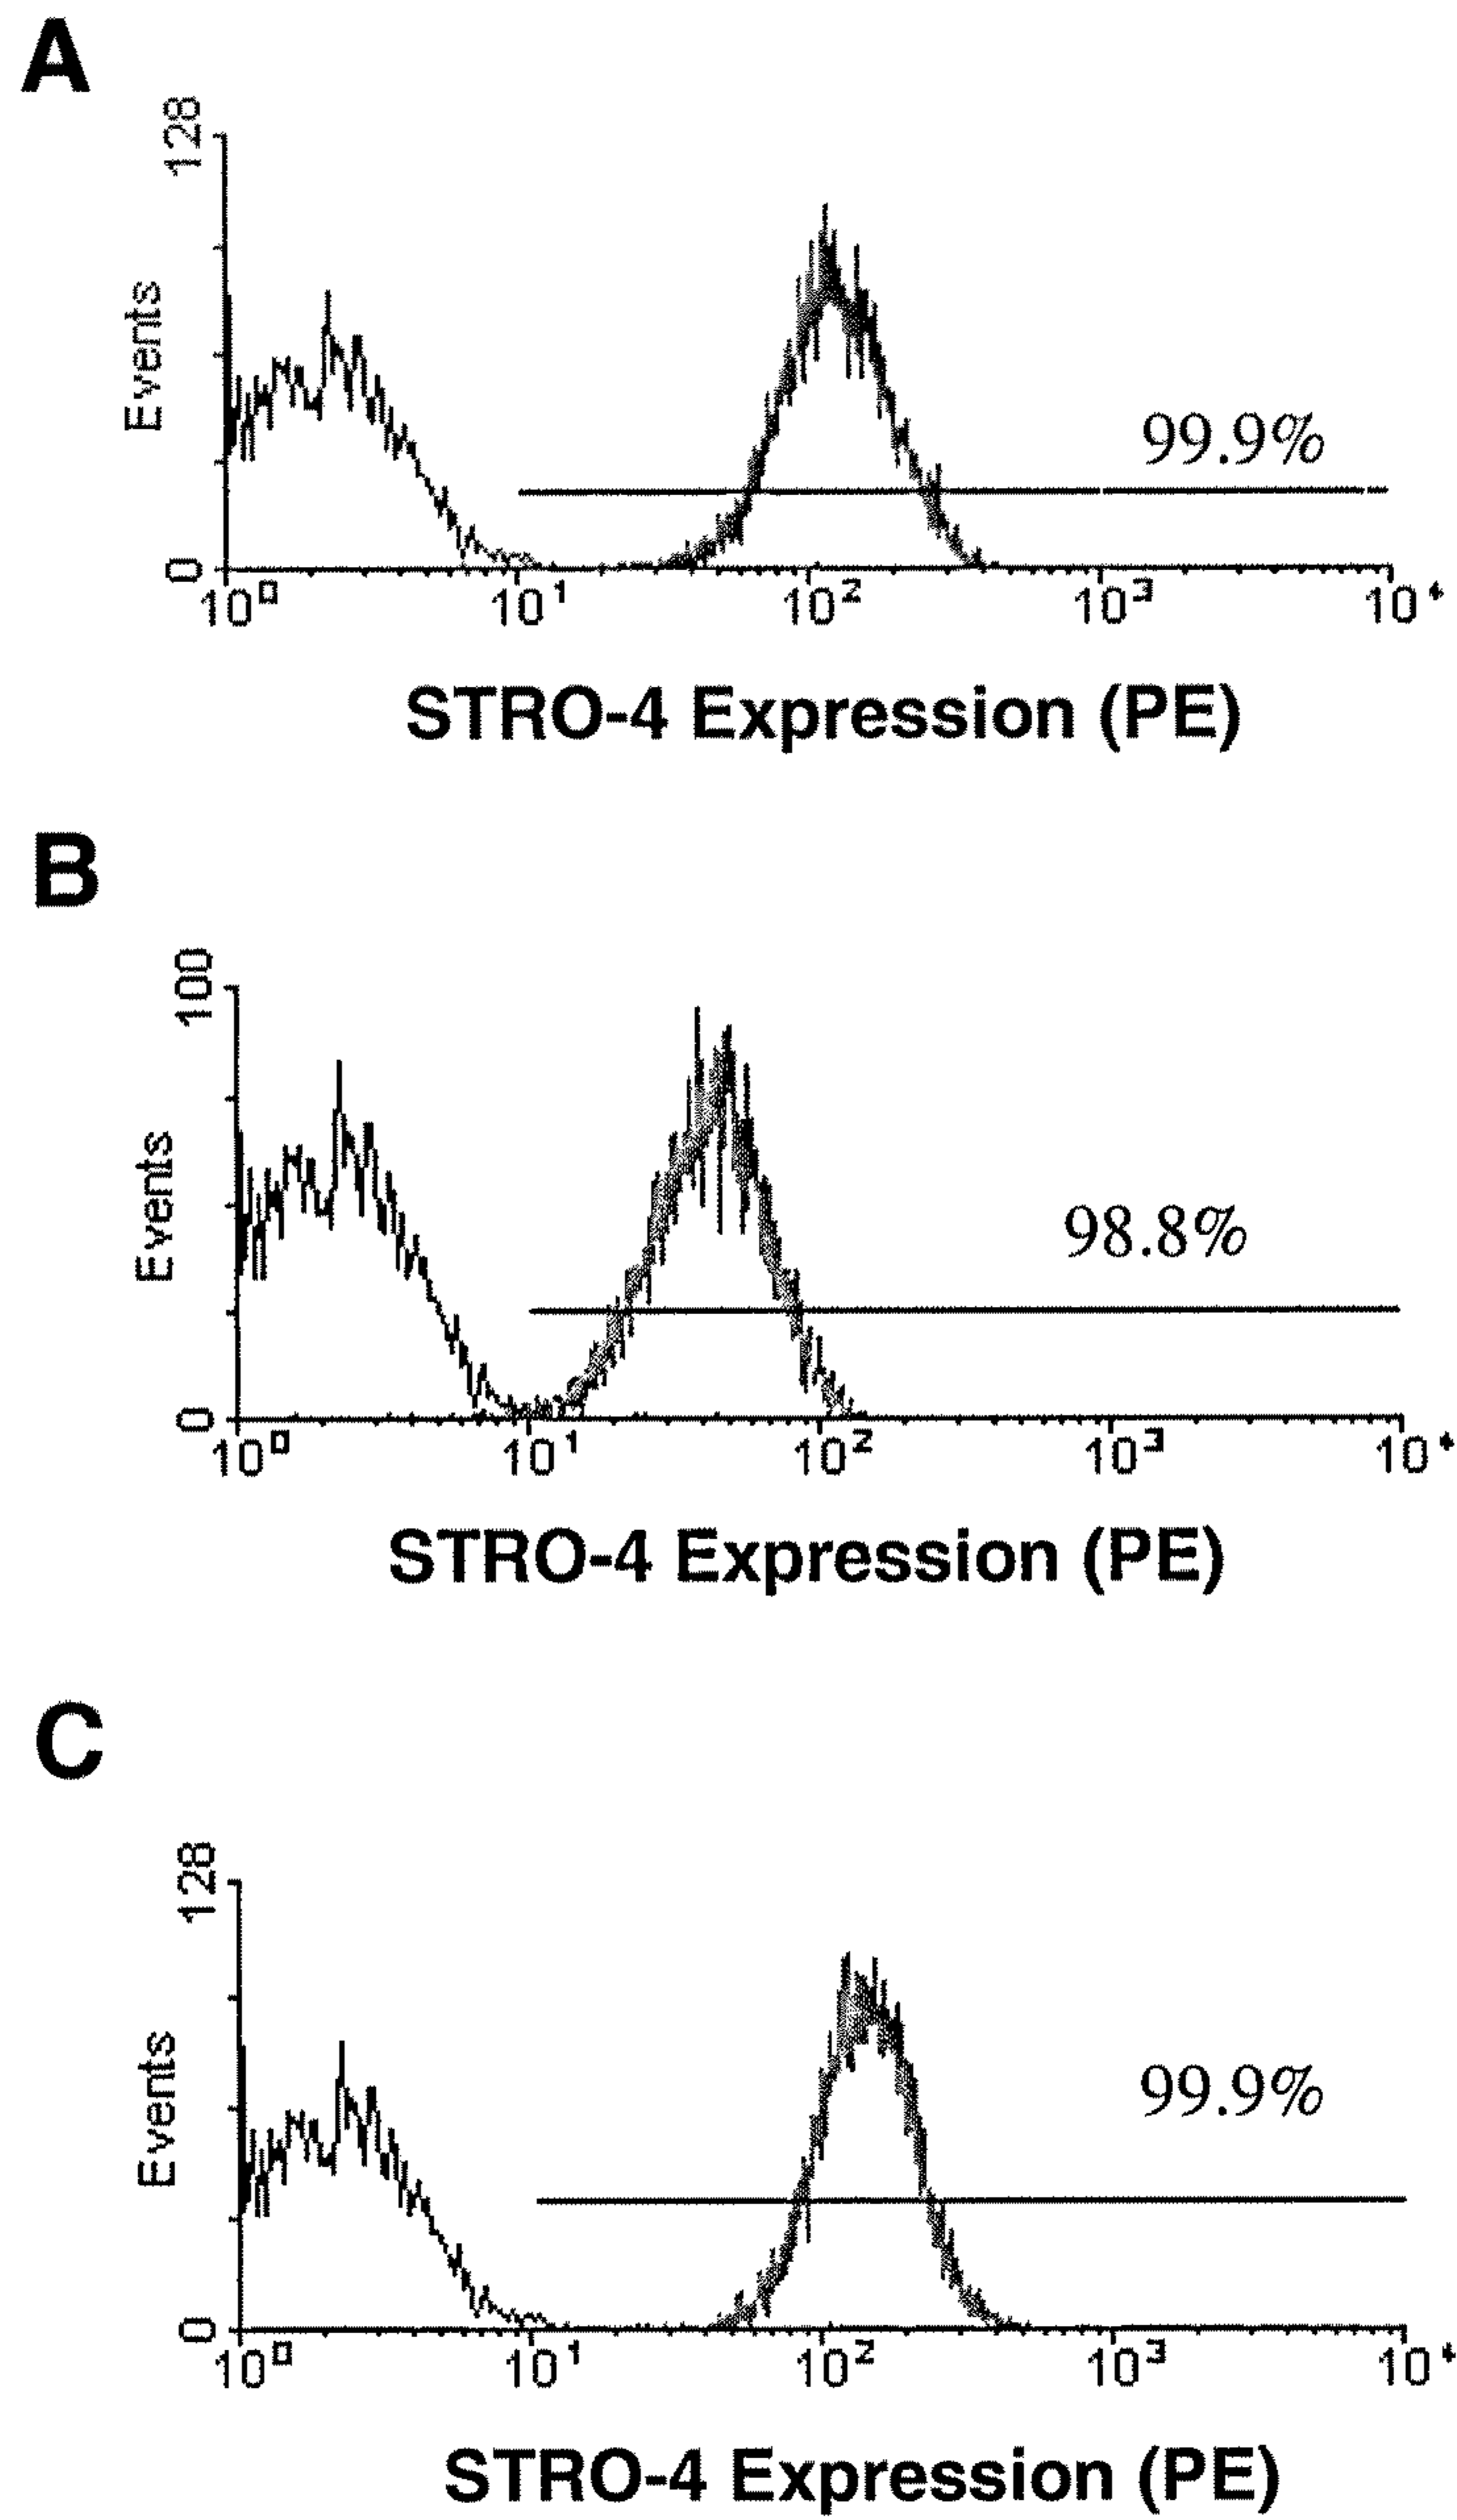 A
128
Events
99.9%
0
10⁰ 10¹ 10² 10³ 10⁴
STRO-4 Expression (PE)
B
100
Events
98.8%
0
10⁰ 10¹ 10² 10³ 10⁴
STRO-4 Expression (PE)
C
128
Events
99.9%
0
10⁰ 10¹ 10² 10³ 10⁴
STRO-4 Expression (PE)